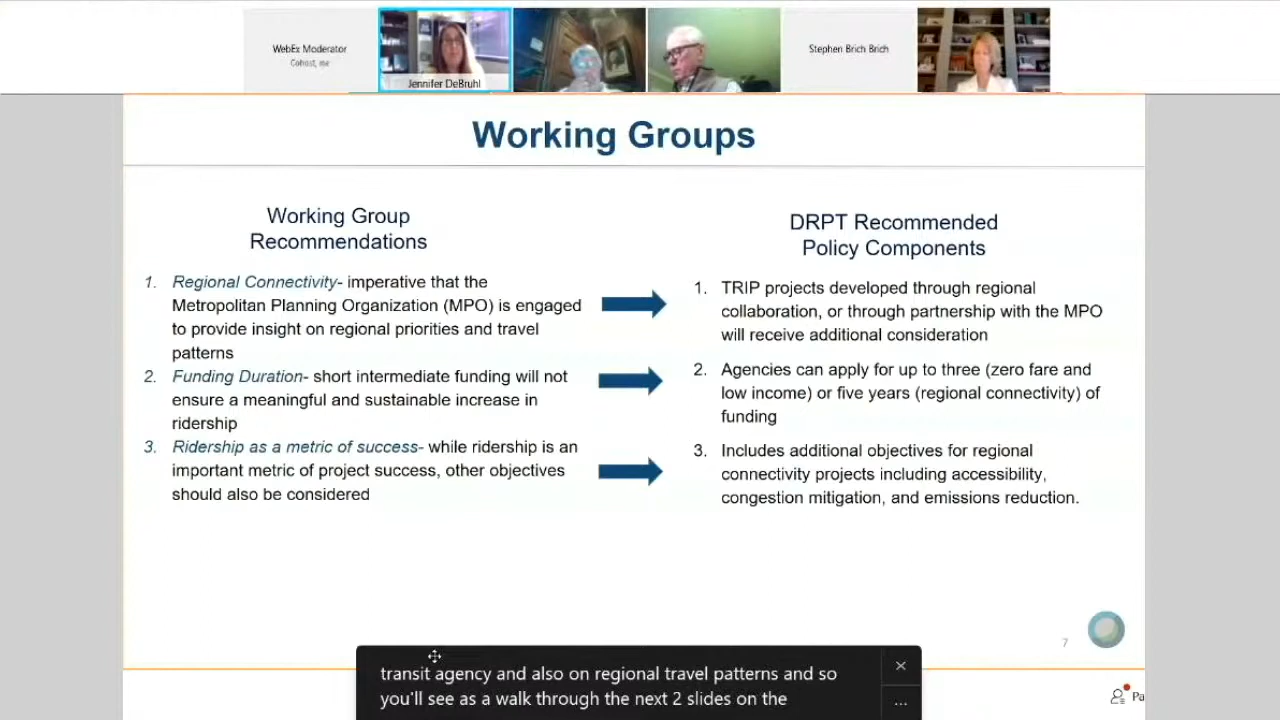 WebEx Moderator
Cohost, me
Jennifer DeBruhl
Stephen Brich Brich
Working Groups
Working Group
Recommendations
1. Regional Connectivity- imperative that the
Metropolitan Planning Organization (MPO) is engaged
to provide insight on regional priorities and travel
patterns
2. Funding Duration- short intermediate funding will not
ensure a meaningful and sustainable increase in
ridership
3. Ridership as a metric of success- while ridership is an
important metric of project success, other objectives
should also be considered
DRPT Recommended
Policy Components
1. TRIP projects developed through regional
collaboration, or through partnership with the MPO
will receive additional consideration
2. Agencies can apply for up to three (zero fare and
low income) or five years (regional connectivity) of
funding
3. Includes additional objectives for regional
connectivity projects including accessibility,
congestion mitigation, and emissions reduction.
7
transit agency and also on regional travel patterns and so
you'll see as a walk through the next 2 slides on the
Pa